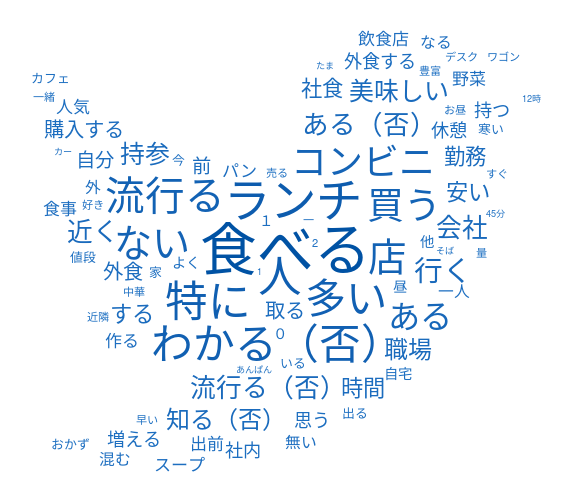 飲食店 なる
たま 外食する デスク ワゴン
カフェ 豊富 野菜
一緒 社食 美味しい 12時
人気 お昼 持つ
購入する ある（否） 休憩 寒い
カー 自分 持参 今 前 コンビニ 勤務
パン 売る すぐ
外 流行る ランチ 買う 安い
食事 好き 45分
近く 1 ー 会社
ない 食べる 2 店 他
値段 よく そば 量
外食 家 人 1 行く
中華 特に 多い 昼 一人
近隣 する 取る ある
作る わかる（否） 0 職場
いる
あんぱん 自宅
流行る（否） 時間
早い 知る（否） 思う 出る
おかず 増える 出前 社内 無い
混む スープ